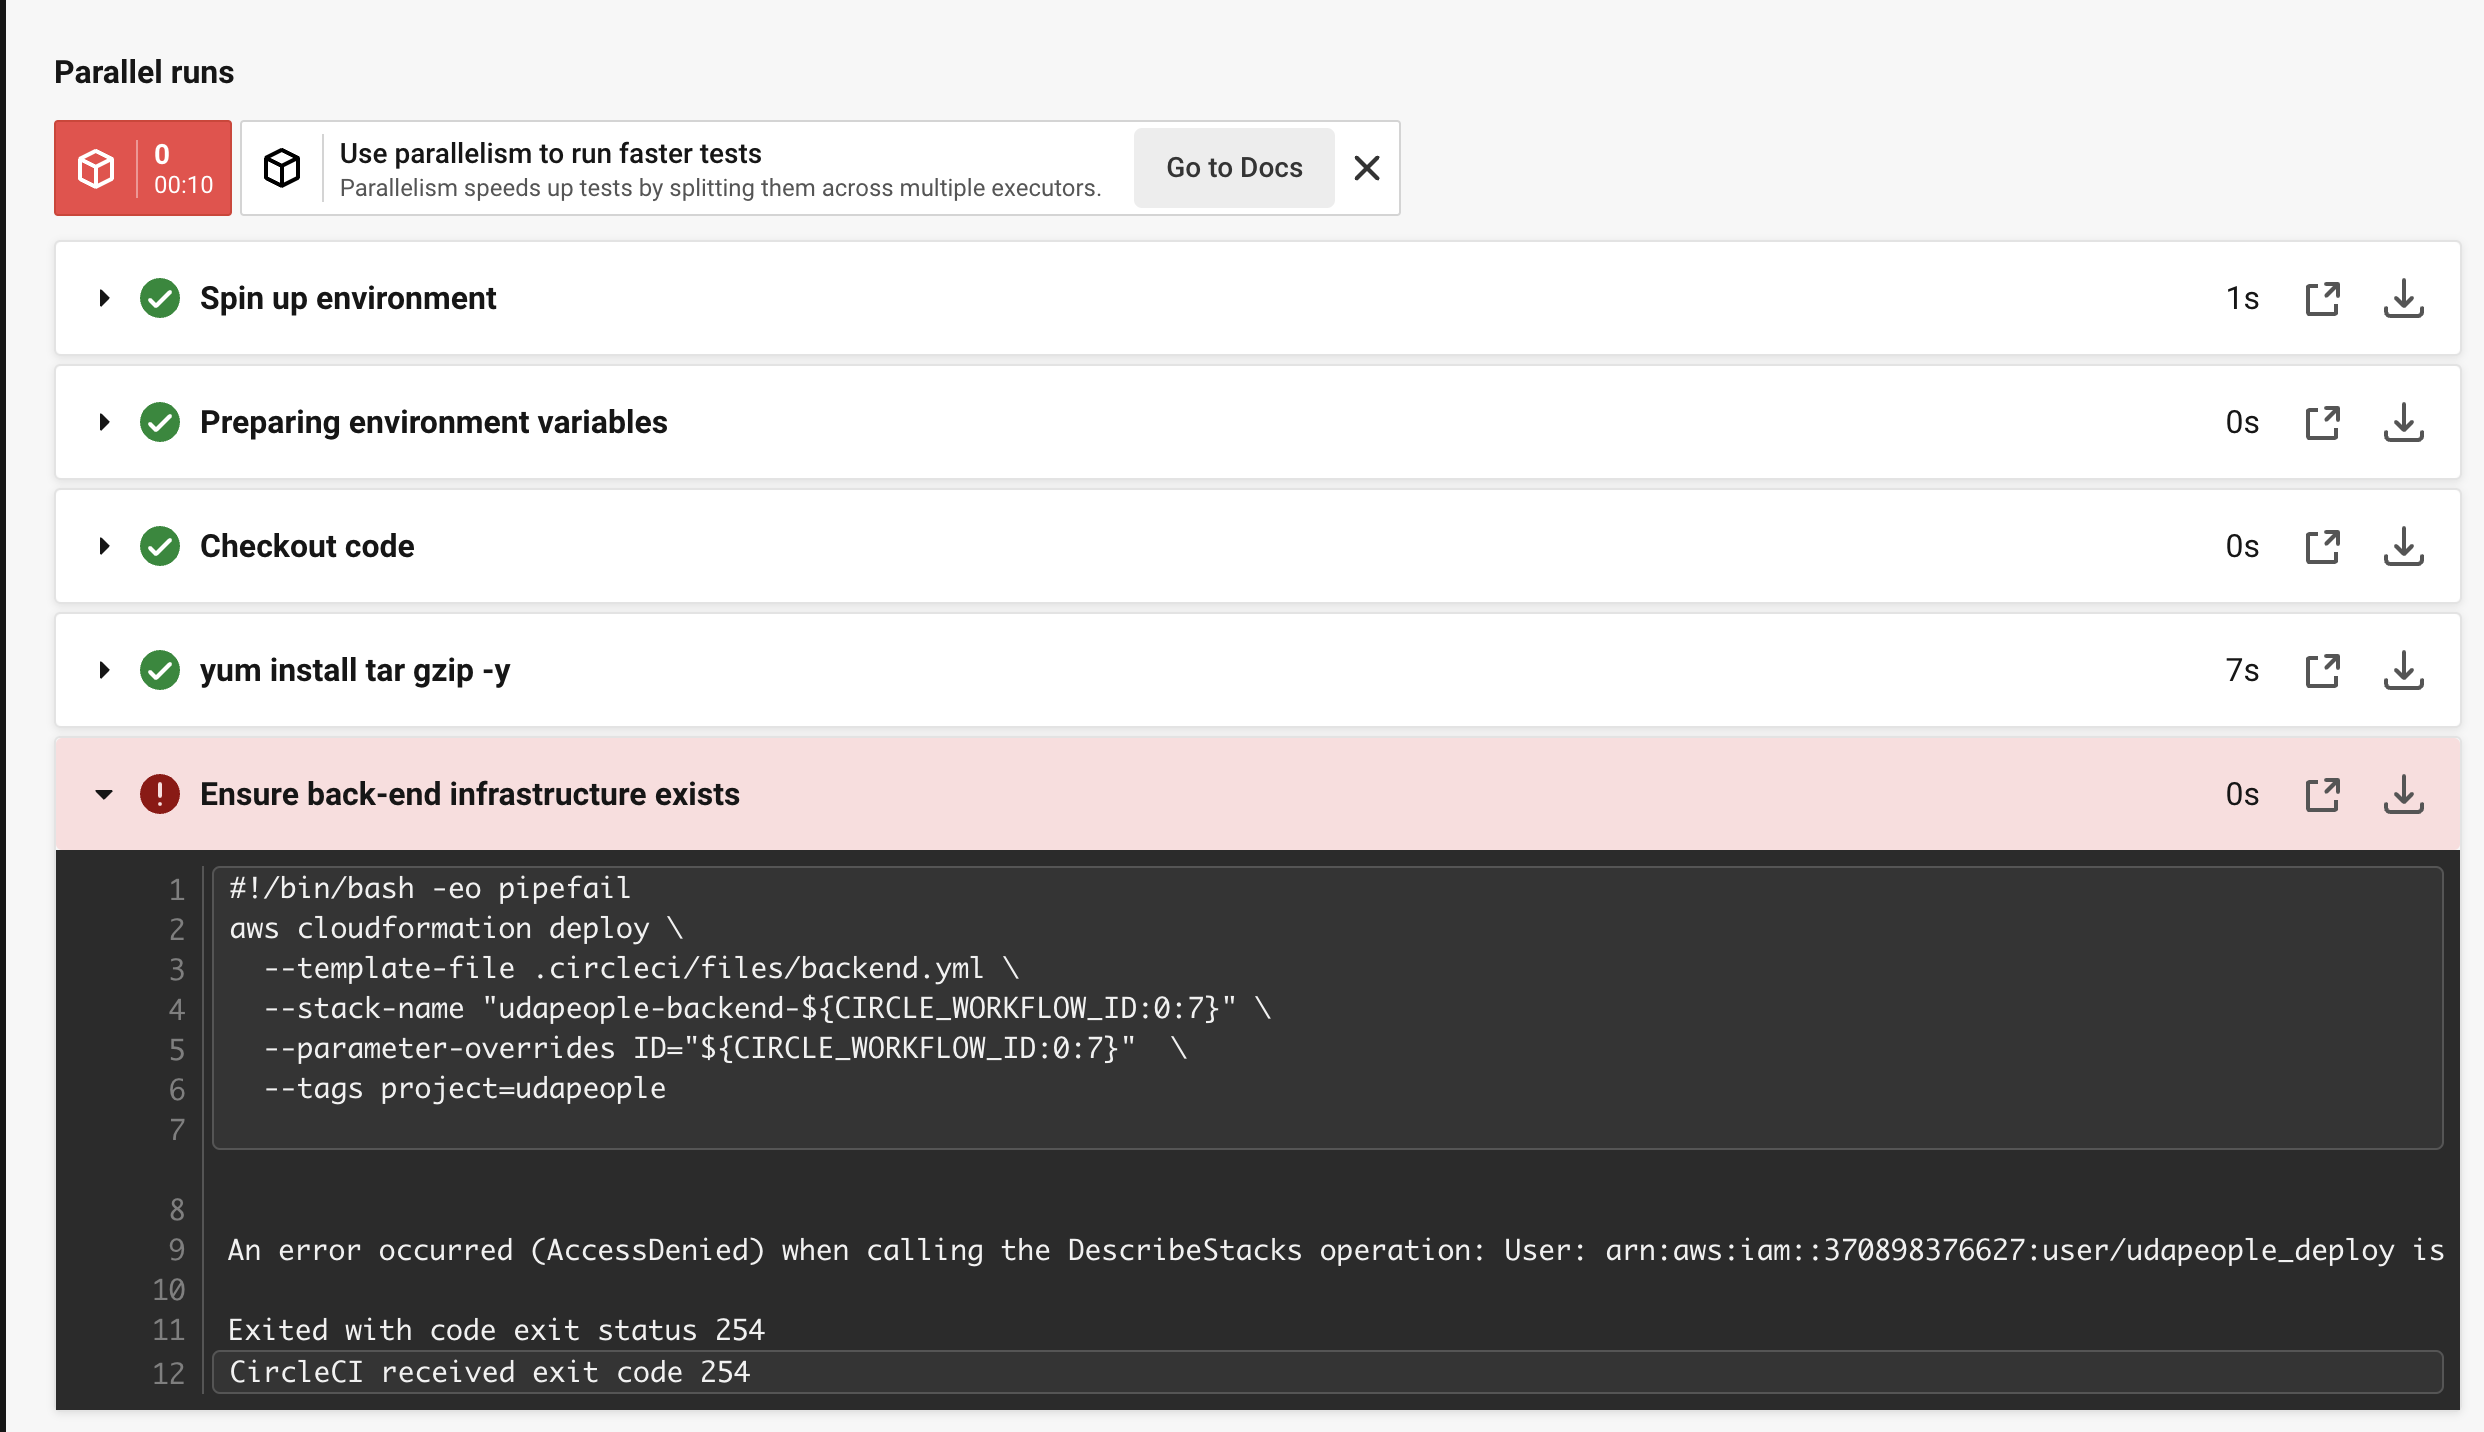 Parallel runs
0
00:10
Use parallelism to run faster tests
Parallelism speeds up tests by splitting them across multiple executors.
Go to Docs
Spin up environment 1s
Preparing environment variables 0s
Checkout code 0s
yum install tar gzip -y 7s
Ensure back-end infrastructure exists 0s
1 #!/bin/bash -eo pipefail
2 aws cloudformation deploy \
3 --template-file .circleci/files/backend.yml \
4 --stack-name "udapeople-backend-${CIRCLE_WORKFLOW_ID:0:7}" \
5 --parameter-overrides ID="${CIRCLE_WORKFLOW_ID:0:7}" \
6 --tags project=udapeople
7
8
9 An error occurred (AccessDenied) when calling the DescribeStacks operation: User: arn:aws:iam::370898376627:user/udapeople_deploy is
10
11 Exited with code exit status 254
12 CircleCI received exit code 254